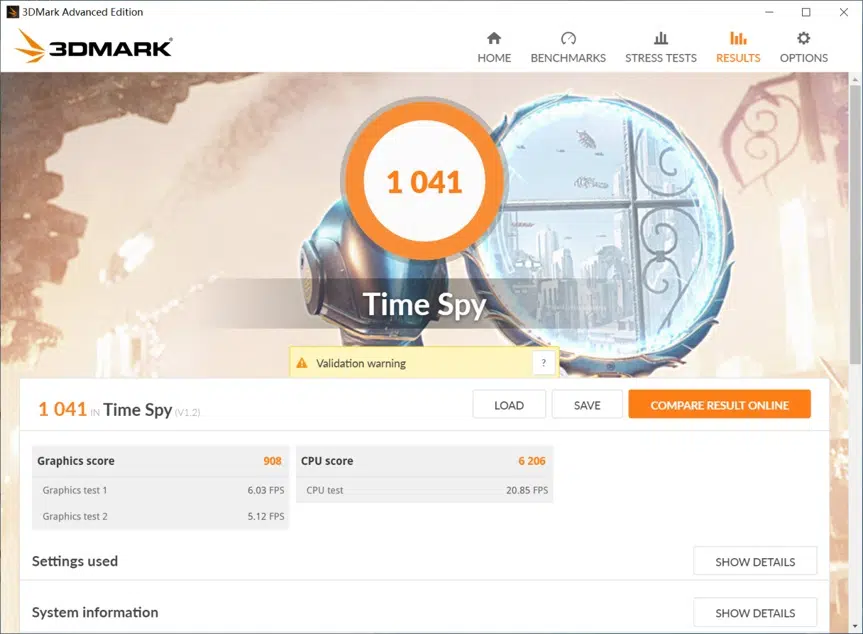 3DMark Advanced Edition
3DMARK
HOME BENCHMARKS STRESS TESTS RESULTS OPTIONS
1 041
Time Spy
Validation warning ?
1 041 IN Time Spy (V1.2)
LOAD SAVE COMPARE RESULT ONLINE
Graphics score 908 CPU score 6 206
Graphics test 1 6.03 FPS CPU test 20.85 FPS
Graphics test 2 5.12 FPS
Settings used SHOW DETAILS
System information SHOW DETAILS